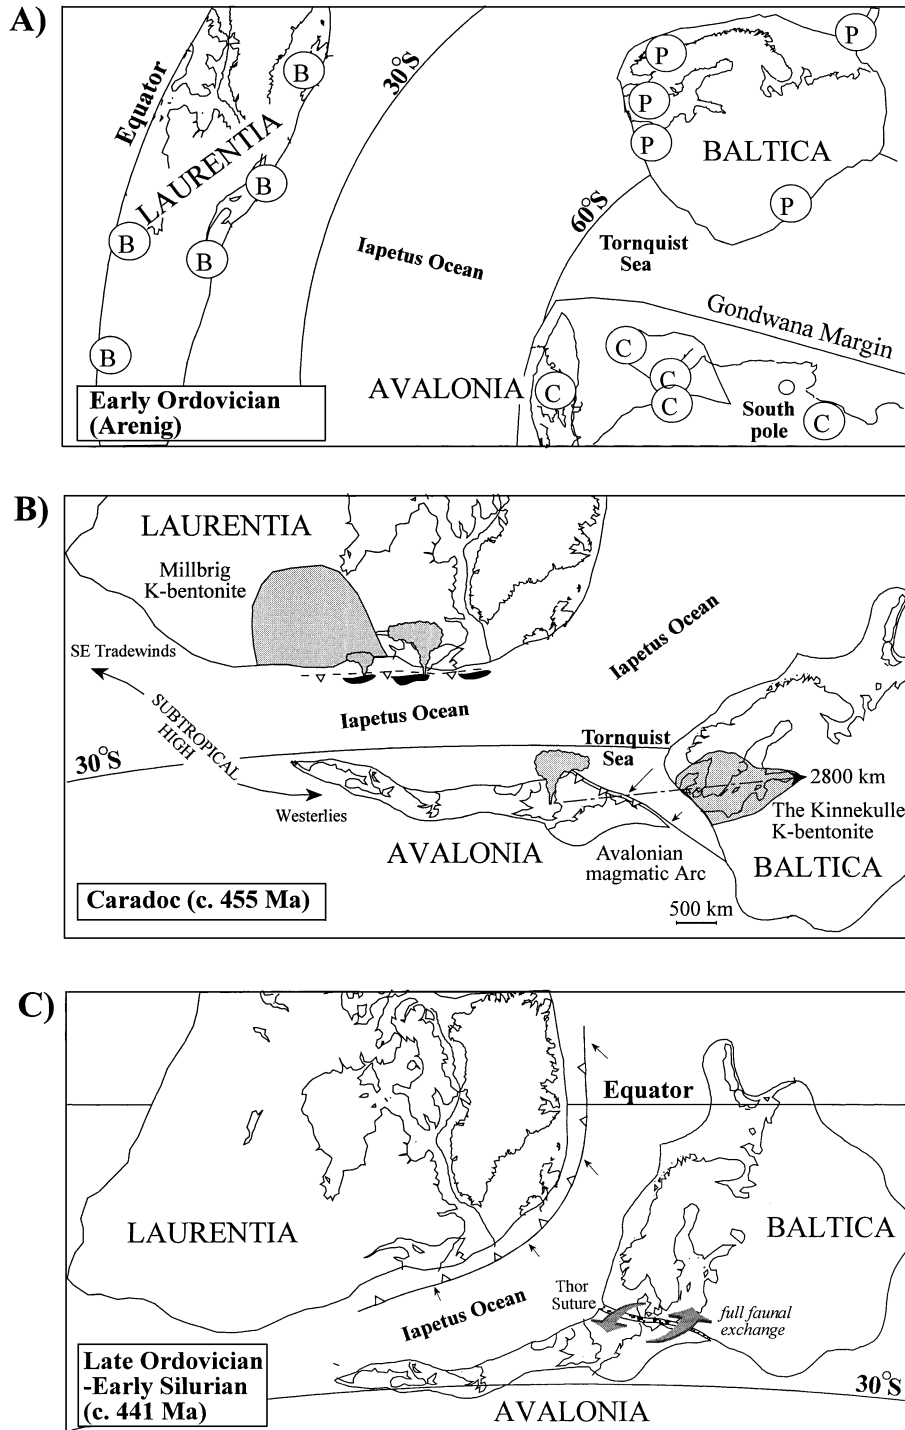 A)
Equator
30°S
B
B
LAURENTIA
B
B
B
P
P
P
P
P
BALTICA
60°S
Tornquist
Sea
Iapetus Ocean
Gondwana Margin
AVALONIA
C
C
C
C
C
South
pole
Early Ordovician
(Arenig)
B)
LAURENTIA
Millbrig
K-bentonite
SE Tradewinds
SUBTROPICAL
HIGH
Westerlies
30°S
Iapetus Ocean
Iapetus Ocean
Tornquist
Sea
2800 km
The Kinnekulle
K-bentonite
AVALONIA
Avalonian
magmatic Arc
BALTICA
500 km
Caradoc (c. 455 Ma)
C)
Equator
LAURENTIA
BALTICA
Thor
Suture
full faunal
exchange
Iapetus Ocean
Late Ordovician
-Early Silurian
(c. 441 Ma)
30°S
AVALONIA